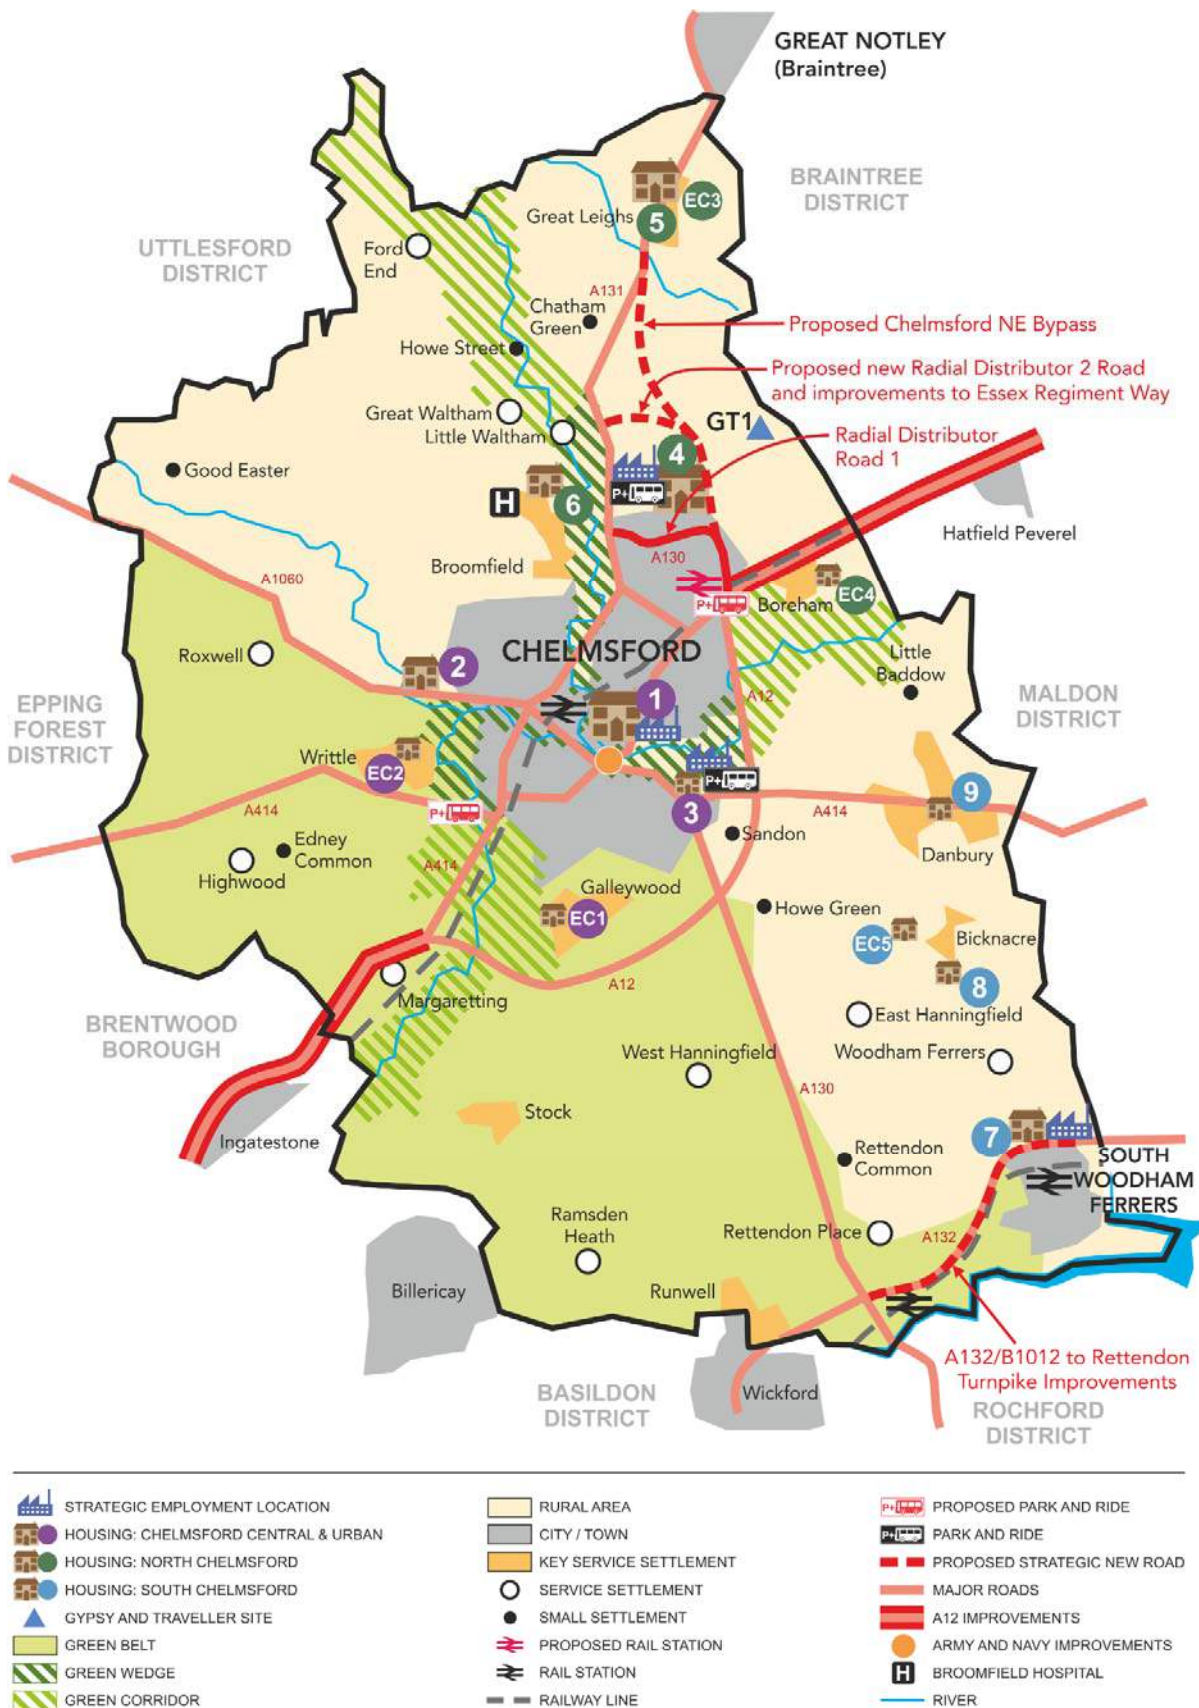 GREAT NOTLEY
(Braintree)
BRAINTREE
DISTRICT
UTTLESFORD
DISTRICT
EC3
Great Leighs
5
Ford
End
A131
Chatham
Green
Howe Street
Proposed Chelmsford NE Bypass
Proposed new Radial Distributor 2 Road
and improvements to Essex Regiment Way
Great Waltham
Little Waltham
GT1
Radial Distributor
Road 1
4
Good Easter
P+
H
6
Hatfield Peverel
Broomfield
A130
A1060
P+
Boreham
EC4
CHELMSFORD
Roxwell
2
Little
Baddow
1
A12
EPPING
FOREST
DISTRICT
MALDON
DISTRICT
Writtle
EC2
P+
P+
3
9
A414
A414
Sandon
Danbury
Edney
Common
Highwood
A414
Galleywood
EC1
Howe Green
EC5
Bicknacre
8
A12
Margaretting
East Hanningfield
BRENTWOOD
BOROUGH
West Hanningfield
Woodham Ferrers
A130
Stock
7
Ingatestone
Rettendon
Common
SOUTH
WOODHAM
FERRERS
Ramsden
Heath
Rettendon Place
A132
Billericay
Runwell
A132/B1012 to Rettendon
Turnpike Improvements
BASILDON
DISTRICT
Wickford
ROCHFORD
DISTRICT
STRATEGIC EMPLOYMENT LOCATION
HOUSING: CHELMSFORD CENTRAL & URBAN
HOUSING: NORTH CHELMSFORD
HOUSING: SOUTH CHELMSFORD
GYPSY AND TRAVELLER SITE
GREEN BELT
GREEN WEDGE
GREEN CORRIDOR
RURAL AREA
CITY / TOWN
KEY SERVICE SETTLEMENT
SERVICE SETTLEMENT
SMALL SETTLEMENT
PROPOSED RAIL STATION
RAIL STATION
RAILWAY LINE
P+ PROPOSED PARK AND RIDE
P+ PARK AND RIDE
PROPOSED STRATEGIC NEW ROAD
MAJOR ROADS
A12 IMPROVEMENTS
ARMY AND NAVY IMPROVEMENTS
H BROOMFIELD HOSPITAL
RIVER